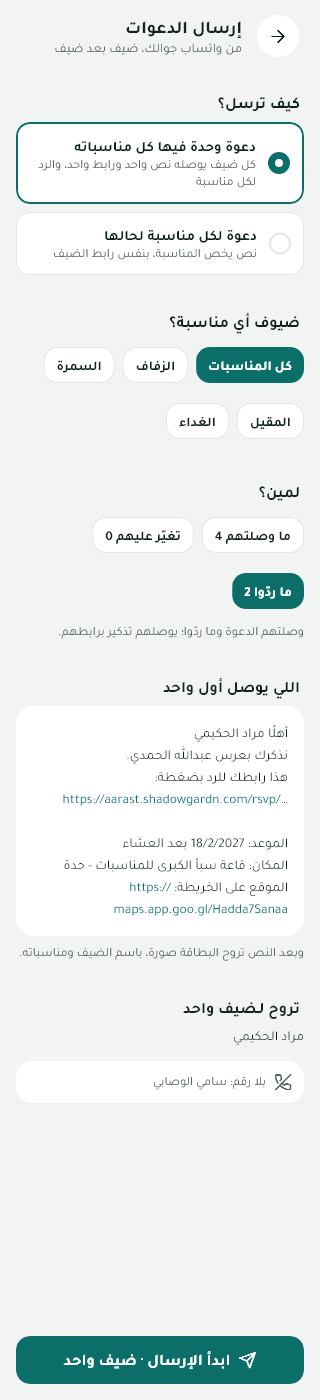 إرسال الدعوات
من واتساب جوالك، ضيف بعد ضيف
كيف ترسل؟
دعوة وحدة فيها كل مناسباته
كل ضيف يوصله نص واحد ورابط واحد، والرد
لكل مناسبة
دعوة لكل مناسبة لحالها
نص يخص المناسبة، بنفس رابط الضيف
ضيوف أي مناسبة؟
كل المناسبات
الزفاف
السمرة
المقيل
الغداء
لمين؟
ما وصلتهم 4
تغيّر عليهم 0
ما ردّوا 2
وصلتهم الدعوة وما ردّوا؛ يوصلهم تذكير برابطهم.
اللي يوصل أول واحد
أهلًا مراد الحكيمي
نذكرك بعرس عبدالله الحمدي.
هذا رابطك للرد بضغطة:
https://aarast.shadowgardn.com/rsvp/…
الموعد: 18/2/2027 بعد العشاء
المكان: قاعة سبأ الكبرى للمناسبات - حدة
الموقع على الخريطة: https://
maps.app.goo.gl/Hadda7Sanaa
وبعد النص تروح البطاقة صورة، باسم الضيف ومناسباته.
تروح لضيف واحد
مراد الحكيمي
بلا رقم: سامي الوصابي
ابدأ الإرسال · ضيف واحد